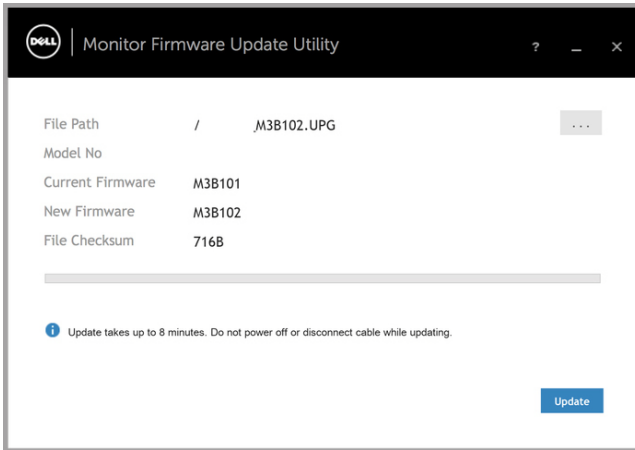 DELL Monitor Firmware Update Utility ?
File Path / M3B102.UPG ...
Model No
Current Firmware M3B101
New Firmware M3B102
File Checksum 716B
Update takes up to 8 minutes. Do not power off or disconnect cable while updating.
Update